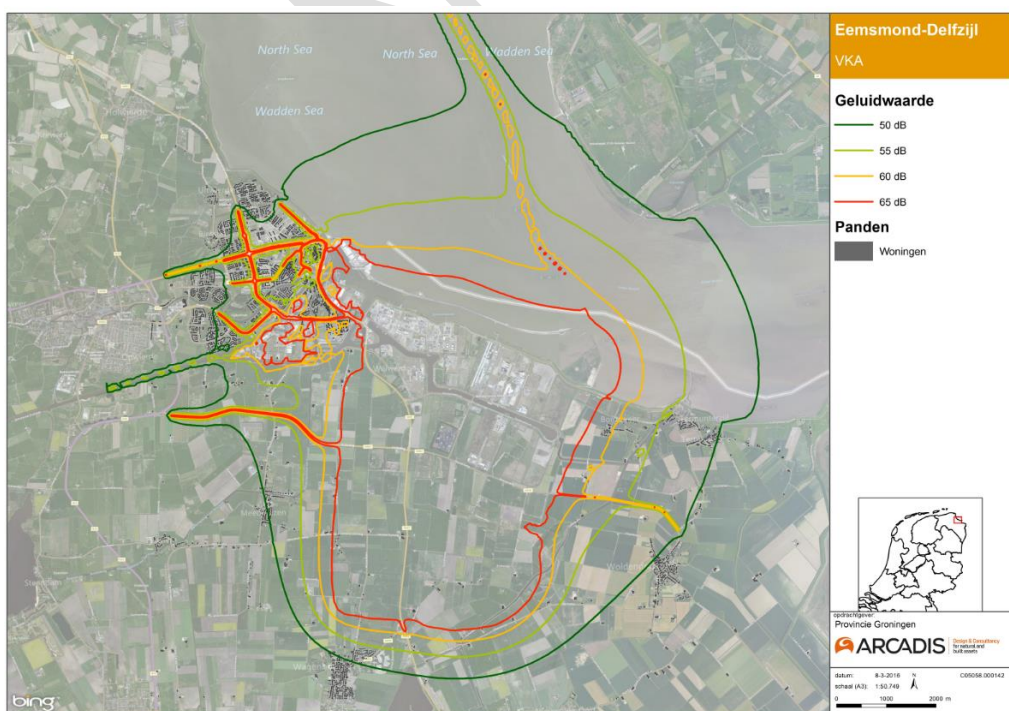 North Sea
North Sea
Wadden Sea
Wadden Sea
bing
Eemsmond-Delfzijl
VKA
Geluidwaarde
50 dB
55 dB
60 dB
65 dB
Panden
Woningen
opdrachtgever:
Provincie Groningen
ARCADIS
Design & Consultancy
for natural and
built assets
datum: 8-3-2016 N C05058.000142
schaal (A3): 1:50.749
0 1000 2000 m